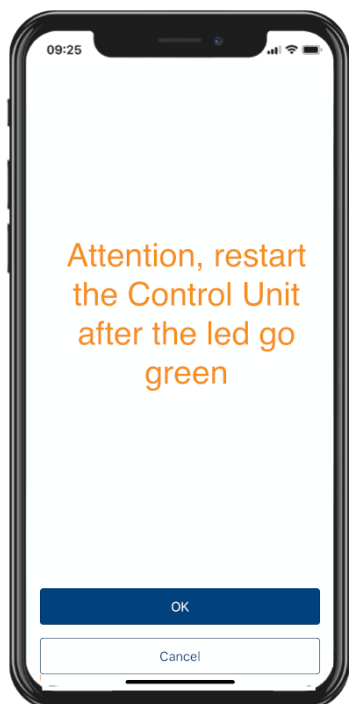 09:25
Attention, restart
the Control Unit
after the led go
green
OK
Cancel